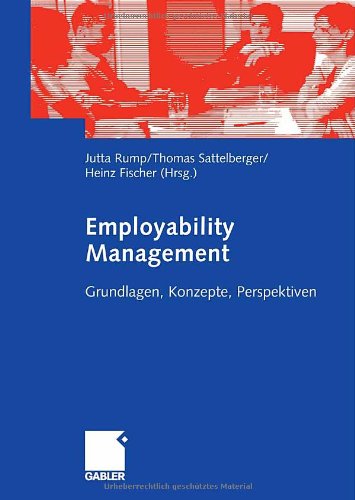 Jutta Rump/Thomas Sattelberger/
Heinz Fischer (Hrsg.)
Employability
Management
Grundlagen, Konzepte, Perspektiven
GABLER
Urheberrechtlich geschütztes Material